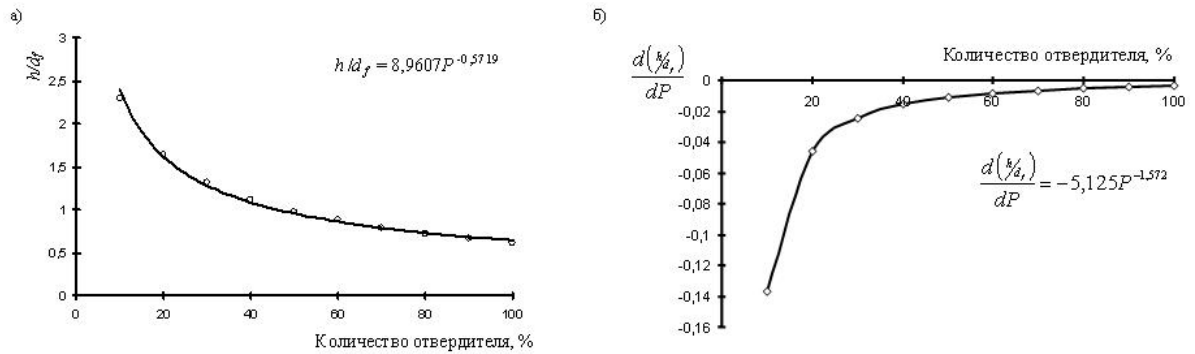 а)
h/d_f
3
2,5
2
1,5
1
0,5
0
0 20 40 60 80 100
Количество отвердителя, %
h/d_f = 8,9607P^-0,5719
б)
d(h/d_f)/dP
Количество отвердителя, %
0
-0,02
-0,04
-0,06
-0,08
-0,1
-0,12
-0,14
-0,16
20 40 60 80 100
d(h/d_f)/dP = −5,125P^−1,572